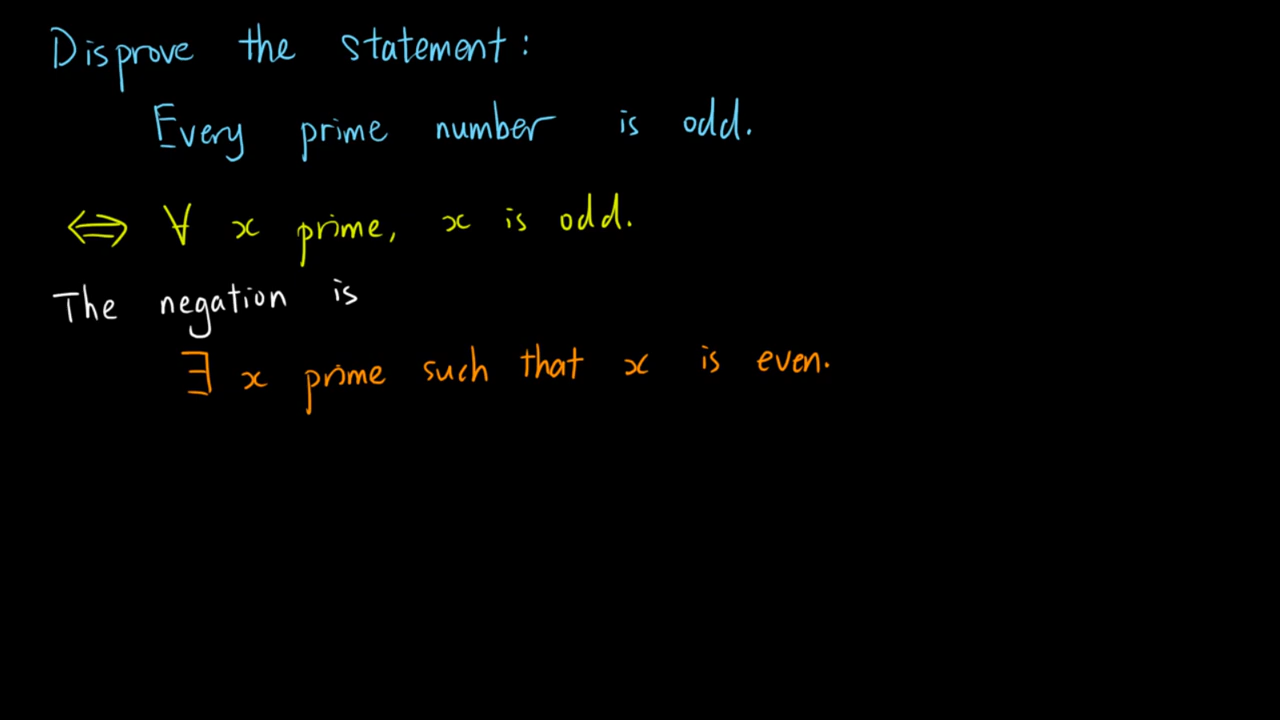 Disprove the statement:
Every prime number is odd.
⟺ ∀ x prime, x is odd.
The negation is
∃ x prime such that x is even.